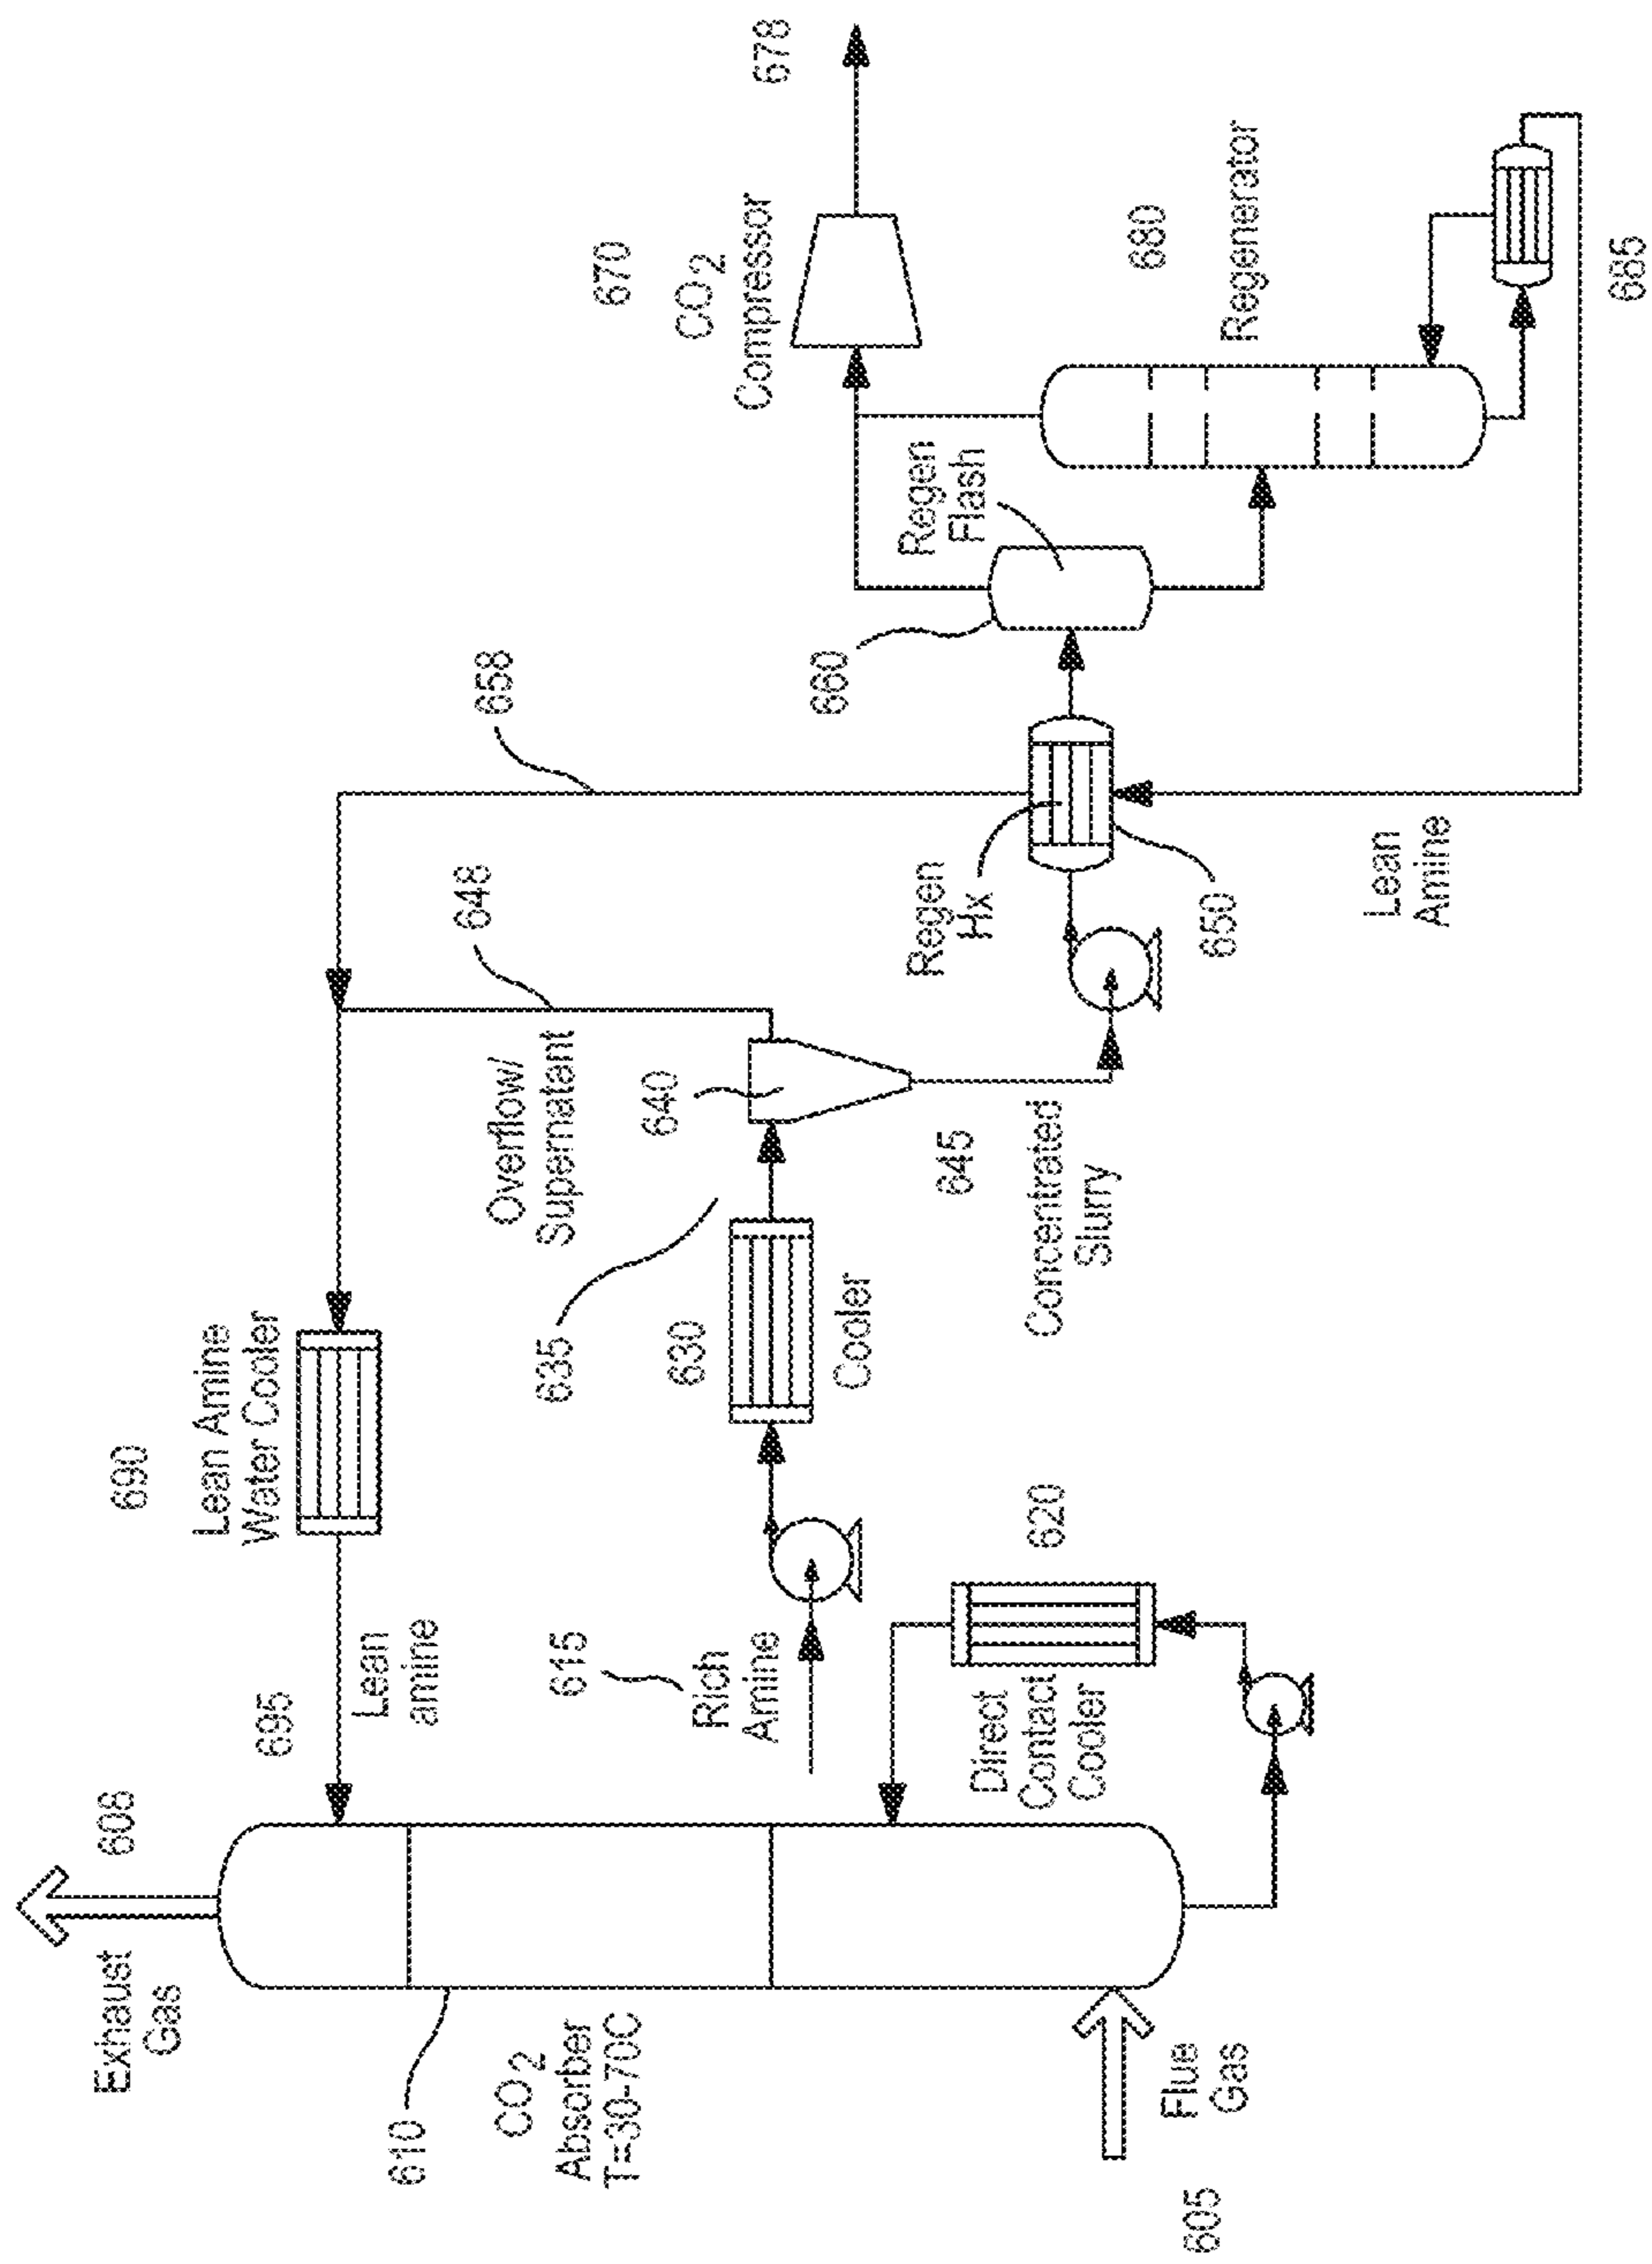 Exhaust
Gas
608
610
CO2
Absorber
T=30-70C
605
Flue
Gas
695
Lean
amine
690
Lean Amine
Water Cooler
615
Rich
Amine
Direct
Contact
Cooler
620
630
Cooler
635
Overflow/
Supernatant
648
640
645
Concentrated
Slurry
658
Regen
Hx
650
Lean
Amine
660
Regen
Flash
670
CO2
Compressor
678
680
Regenerator
685